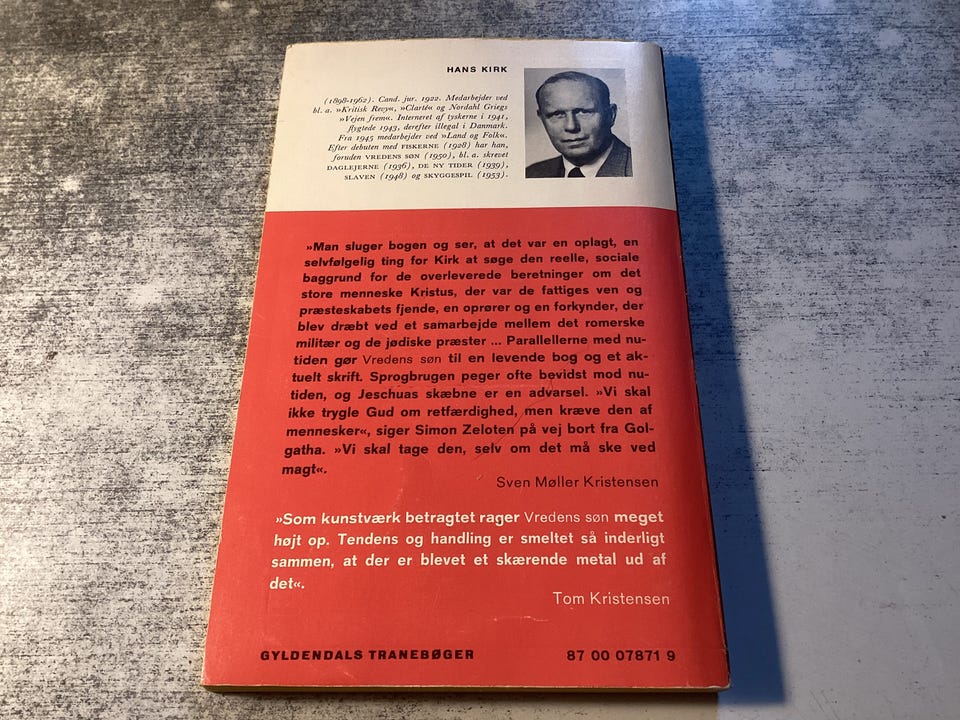 HANS KIRK
(1898-1962). Cand. jur. 1922. Medarbejder ved
bl. a. »Kritisk Revy«, »Clarté« og Nordahl Griegs
»Vejen frem«. Interneret af tyskerne i 1941,
flygtede 1943, derefter illegal i Danmark.
Fra 1945 medarbejder ved »Land og Folk«.
Efter debuten med FISKERNE (1928) har han,
foruden VREDENS SØN (1950), bl. a. skrevet
DAGLEJERNE (1936), DE NY TIDER (1939),
SLAVEN (1948) og SKYGGESPIL (1953).
»Man sluger bogen og ser, at det var en oplagt, en
selvfølgelig ting for Kirk at søge den reelle, sociale
baggrund for de overleverede beretninger om det
store menneske Kristus, der var de fattiges ven og
præsteskabets fjende, en oprører og en forkynder, der
blev dræbt ved et samarbejde mellem det romerske
militær og de jødiske præster ... Parallellerne med nu-
tiden gør Vredens søn til en levende bog og et ak-
tuelt skrift. Sprogbrugen peger ofte bevidst mod nu-
tiden, og Jeschuas skæbne er en advarsel. »Vi skal
ikke trygle Gud om retfærdighed, men kræve den af
mennesker«, siger Simon Zeloten på vej bort fra Gol-
gatha. »Vi skal tage den, selv om det må ske ved
magt«.
Sven Møller Kristensen
»Som kunstværk betragtet rager Vredens søn meget
højt op. Tendens og handling er smeltet så inderligt
sammen, at der er blevet et skærende metal ud af
det«.
Tom Kristensen
GYLDENDALS TRANEBØGER
87 00 07871 9